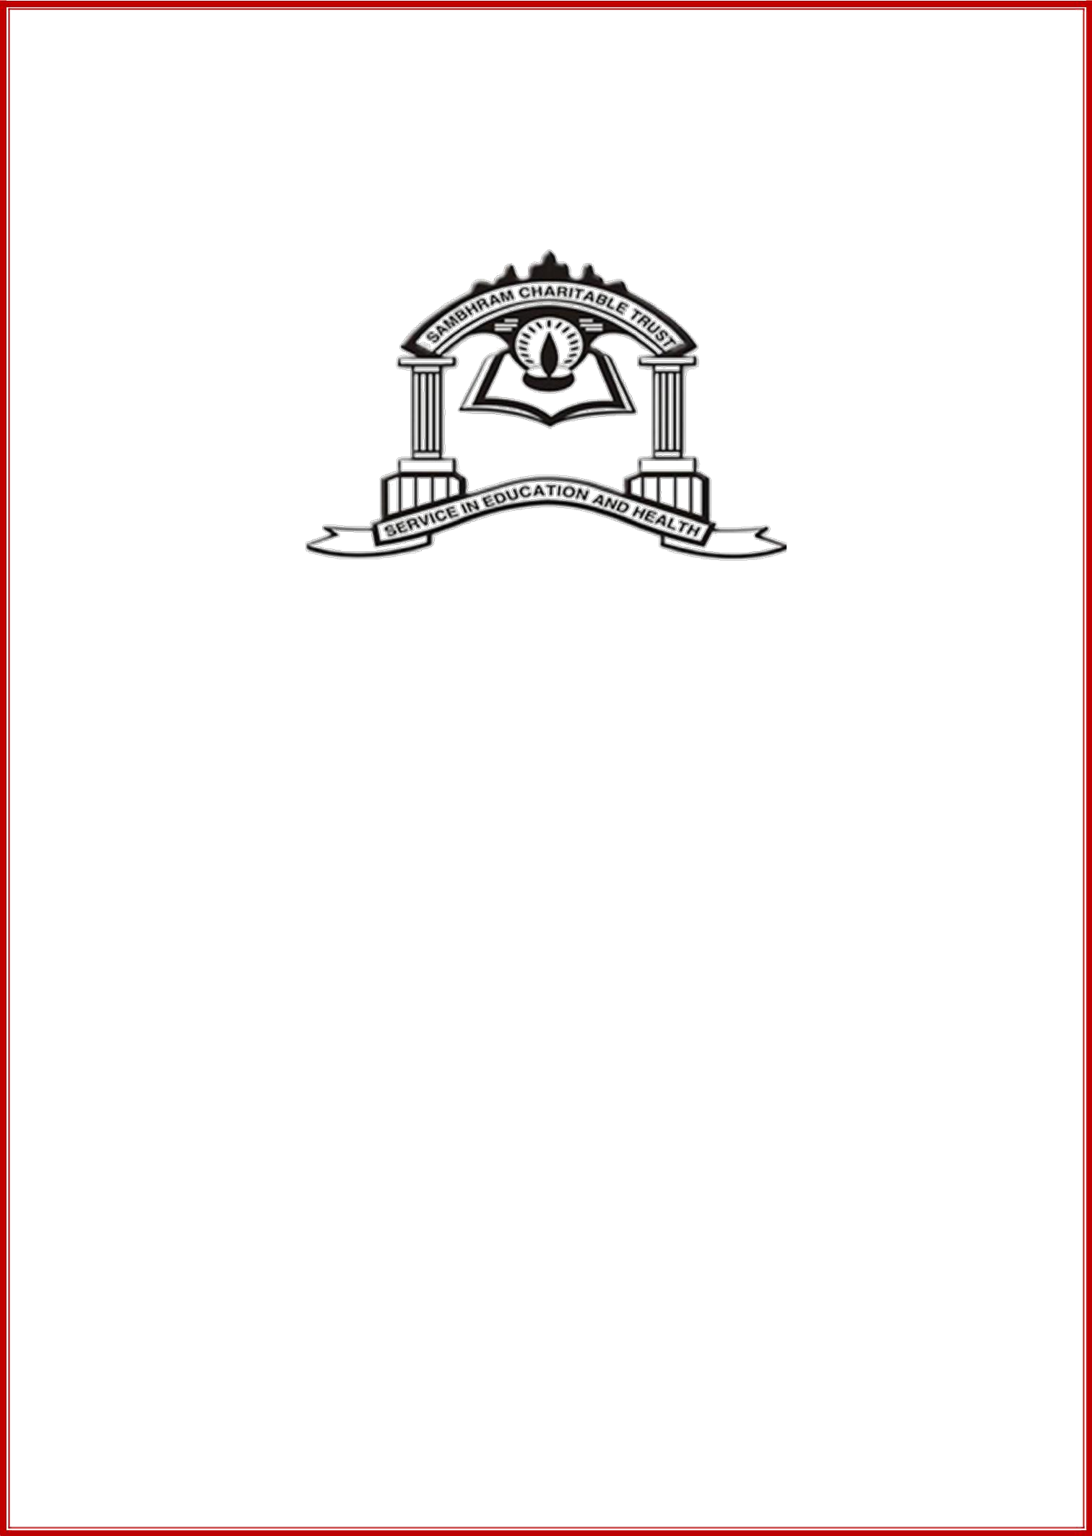 SAMBHRAM CHARITABLE TRUST
SERVICE IN EDUCATION AND HEALTH